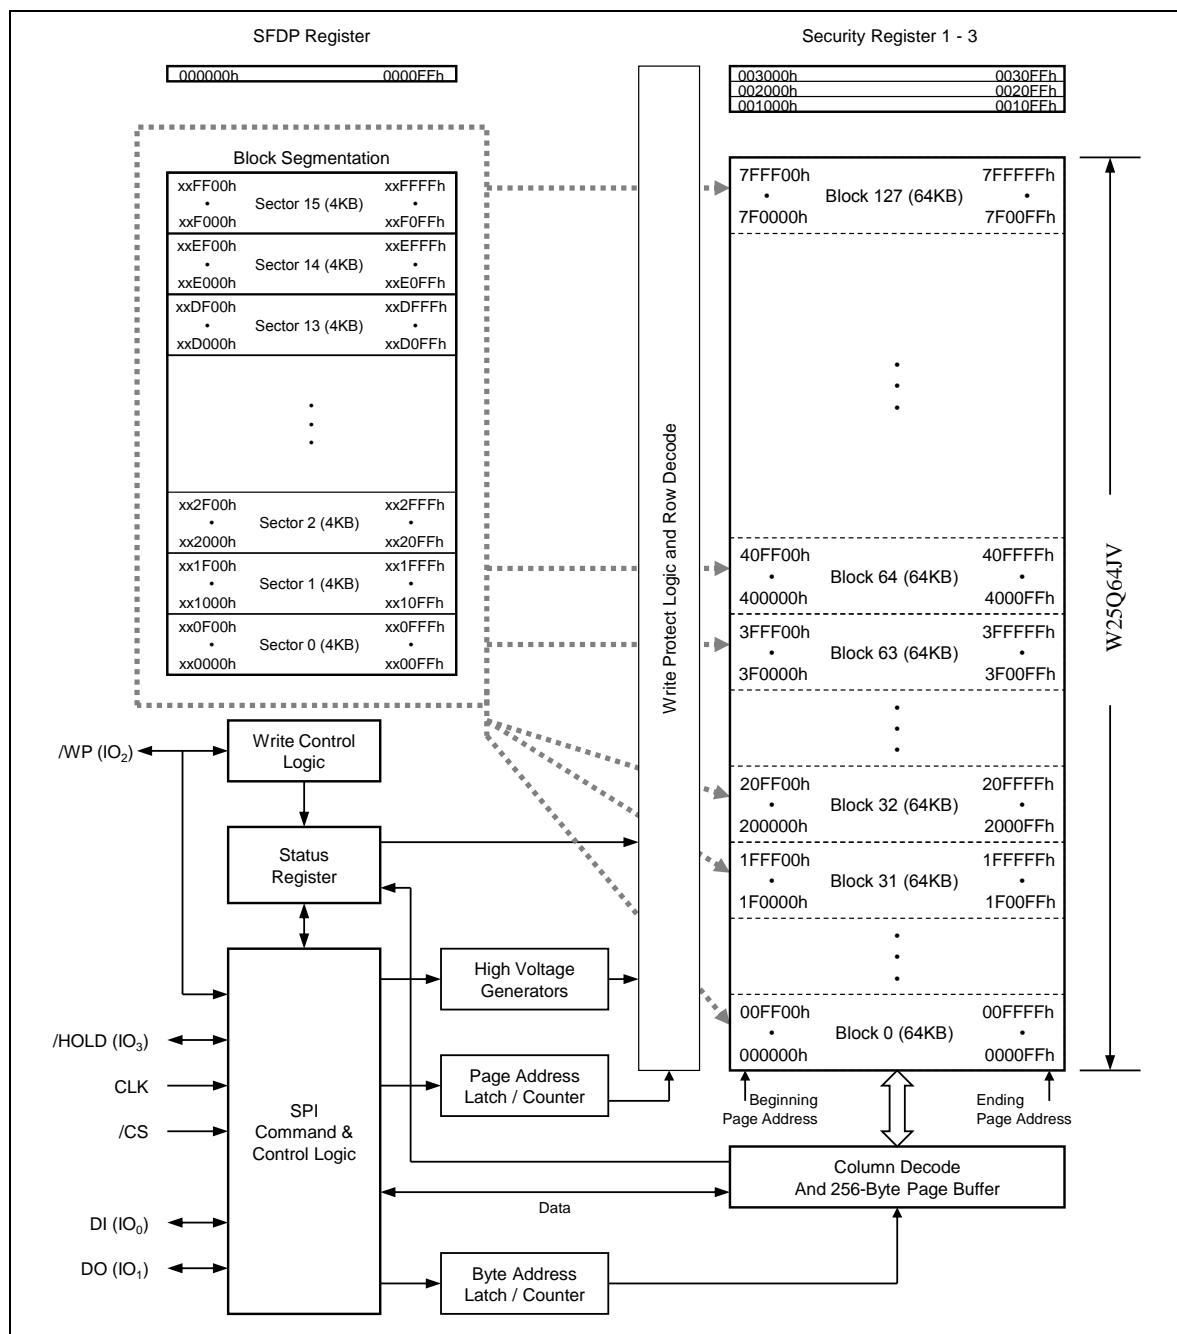 SFDP Register
000000h 0000FFh
Security Register 1 - 3
003000h 0030FFh
002000h 0020FFh
001000h 0010FFh
Block Segmentation
xxFF00h xxFFFFh
• Sector 15 (4KB) •
xxF000h xxF0FFh
xxEF00h xxEFFFh
• Sector 14 (4KB) •
xxE000h xxE0FFh
xxDF00h xxDFFFh
• Sector 13 (4KB) •
xxD000h xxD0FFh
xx2F00h xx2FFFh
• Sector 2 (4KB) •
xx2000h xx20FFh
xx1F00h xx1FFFh
• Sector 1 (4KB) •
xx1000h xx10FFh
xx0F00h xx0FFFh
• Sector 0 (4KB) •
xx0000h xx00FFh
Write Protect Logic and Row Decode
7FFF00h 7FFFFFh
• Block 127 (64KB) •
7F0000h 7F00FFh
40FF00h 40FFFFh
• Block 64 (64KB) •
400000h 4000FFh
3FFF00h 3FFFFFh
• Block 63 (64KB) •
3F0000h 3F00FFh
20FF00h 20FFFFh
• Block 32 (64KB) •
200000h 2000FFh
1FFF00h 1FFFFFh
• Block 31 (64KB) •
1F0000h 1F00FFh
00FF00h 00FFFFh
• Block 0 (64KB) •
000000h 0000FFh
W25Q64JV
Beginning
Page Address
Ending
Page Address
/WP (IO2)
Write Control
Logic
Status
Register
High Voltage
Generators
/HOLD (IO3)
CLK
/CS
DI (IO0)
DO (IO1)
SPI
Command &
Control Logic
Page Address
Latch / Counter
Column Decode
And 256-Byte Page Buffer
Data
Byte Address
Latch / Counter